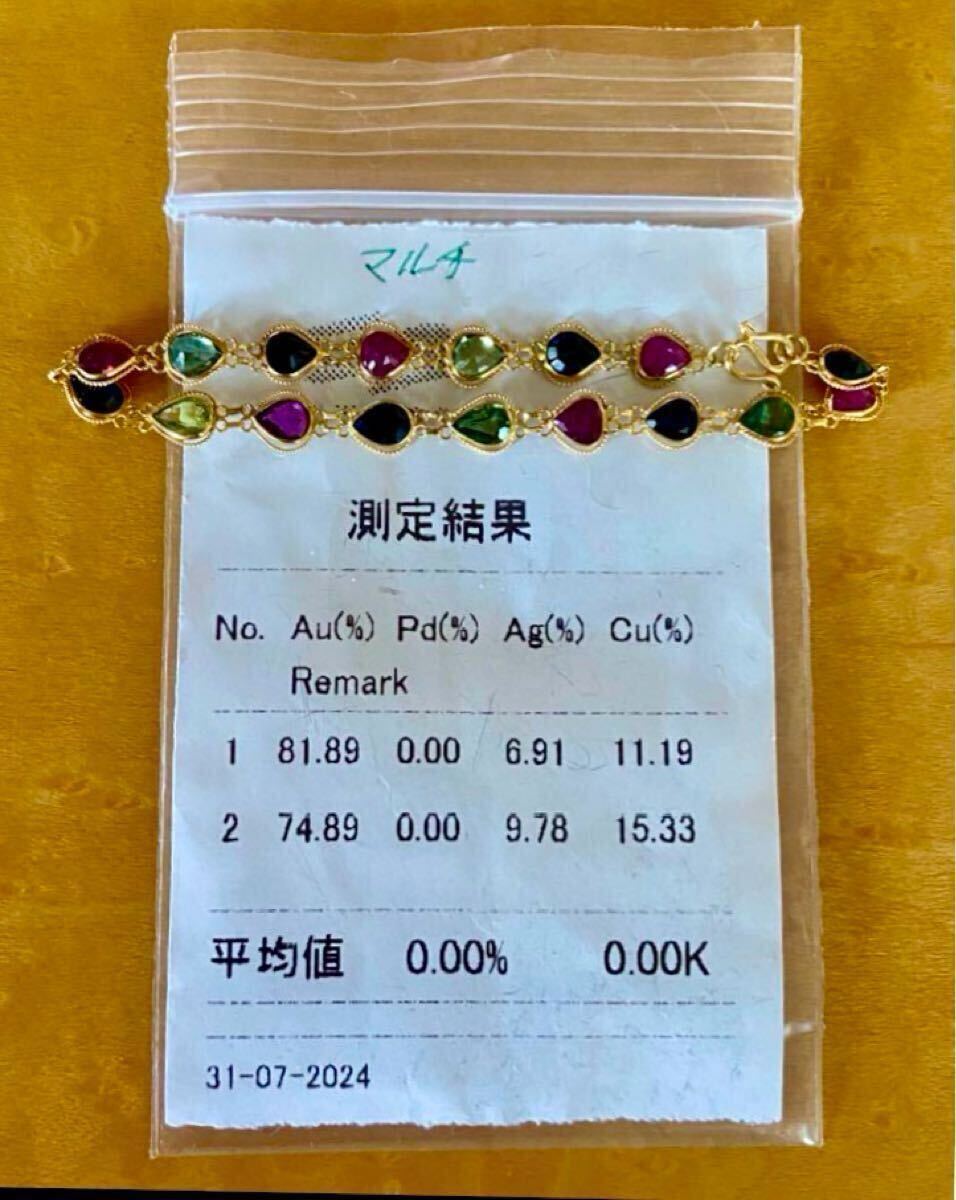 マルチ
測定結果
No. Au(%) Pd(%) Ag(%) Cu(%)
Remark
1 81.89 0.00 6.91 11.19
2 74.89 0.00 9.78 15.33
平均値 0.00% 0.00K
31-07-2024